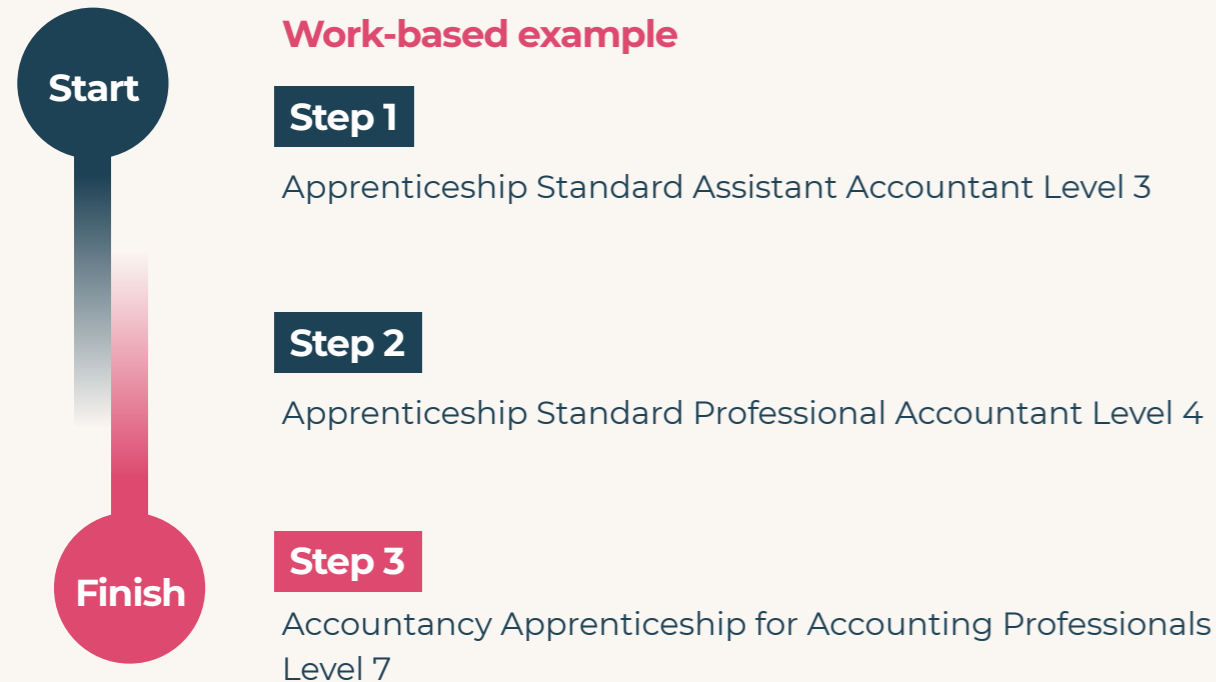 Start
Work-based example
Step 1
Apprenticeship Standard Assistant Accountant Level 3
Step 2
Apprenticeship Standard Professional Accountant Level 4
Finish
Step 3
Accountancy Apprenticeship for Accounting Professionals
Level 7